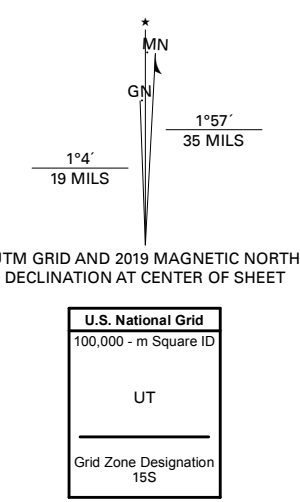 ★
MN
GN
1°57´
35 MILS
1°4´
19 MILS
UTM GRID AND 2019 MAGNETIC NORTH
DECLINATION AT CENTER OF SHEET
U.S. National Grid
100,000 - m Square ID
UT
Grid Zone Designation
15S